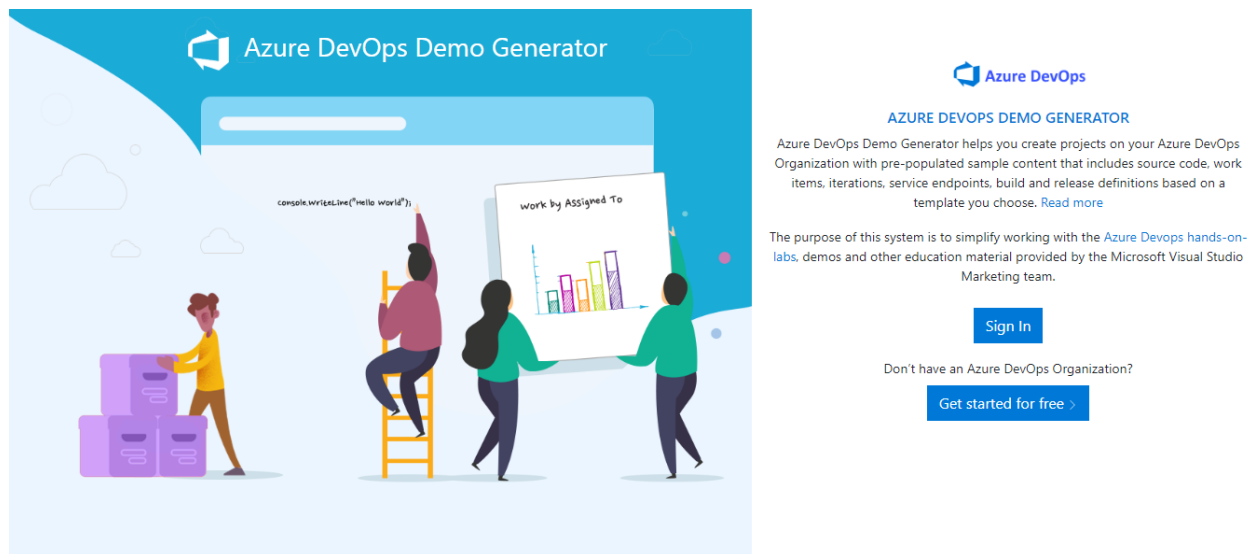 Azure DevOps Demo Generator
console.WriteLine("Hello World");
Work by Assigned To
Azure DevOps
AZURE DEVOPS DEMO GENERATOR
Azure DevOps Demo Generator helps you create projects on your Azure DevOps
Organization with pre-populated sample content that includes source code, work
items, iterations, service endpoints, build and release definitions based on a
template you choose. Read more
The purpose of this system is to simplify working with the Azure Devops hands-on-
labs, demos and other education material provided by the Microsoft Visual Studio
Marketing team.
Sign In
Don't have an Azure DevOps Organization?
Get started for free >